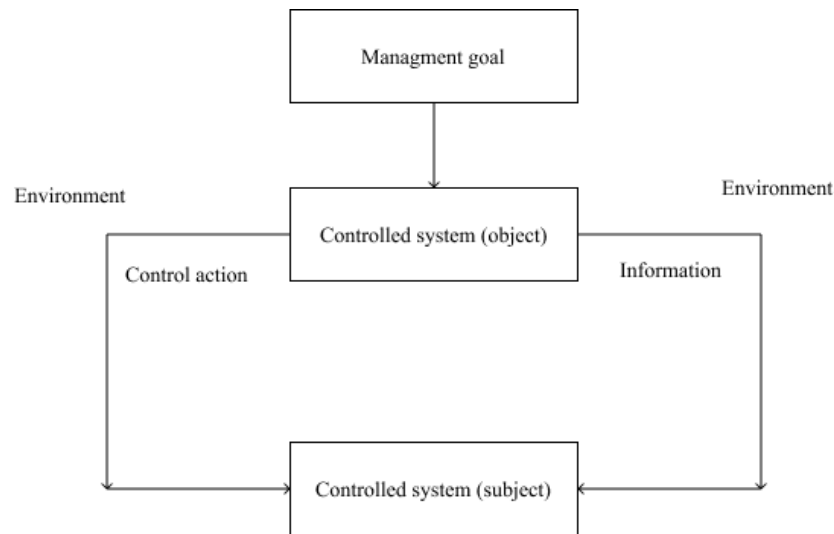 Managment goal
Environment
Environment
Controlled system (object)
Control action
Information
Controlled system (subject)